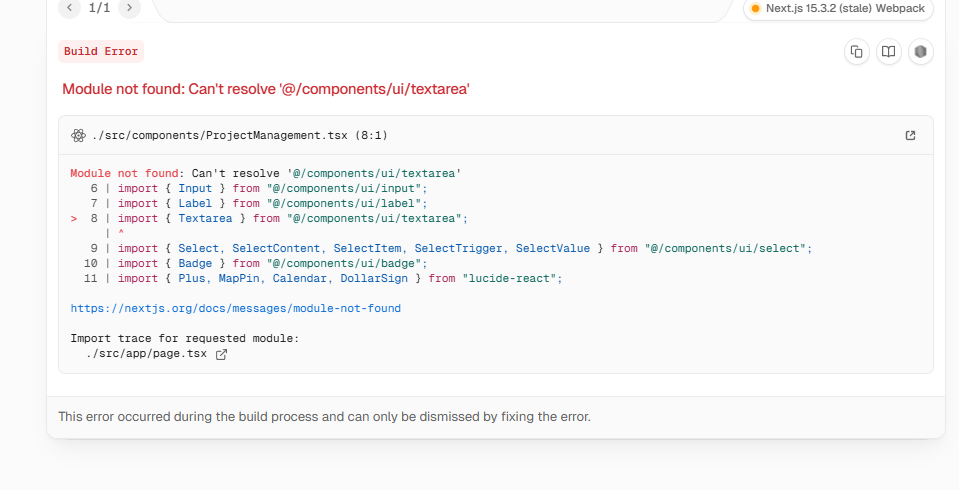 1/1
Next.js 15.3.2 (stale) Webpack
Build Error
Module not found: Can't resolve '@/components/ui/textarea'
./src/components/ProjectManagement.tsx (8:1)
Module not found: Can't resolve '@/components/ui/textarea'
6 | import { Input } from "@/components/ui/input";
7 | import { Label } from "@/components/ui/label";
> 8 | import { Textarea } from "@/components/ui/textarea";
| ^
9 | import { Select, SelectContent, SelectItem, SelectTrigger, SelectValue } from "@/components/ui/select";
10 | import { Badge } from "@/components/ui/badge";
11 | import { Plus, MapPin, Calendar, DollarSign } from "lucide-react";
https://nextjs.org/docs/messages/module-not-found
Import trace for requested module:
./src/app/page.tsx
This error occurred during the build process and can only be dismissed by fixing the error.